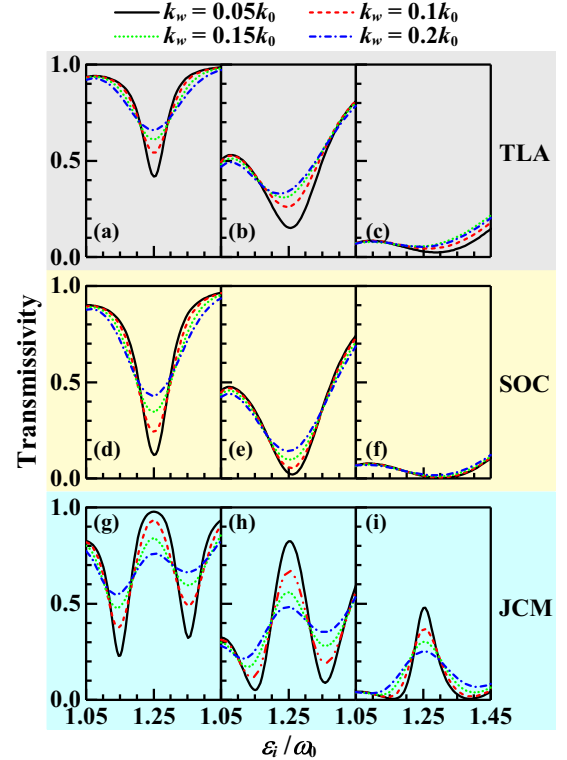 k_w = 0.05k_0 k_w = 0.1k_0
k_w = 0.15k_0 k_w = 0.2k_0
1.0
0.5
0.0
(a) (b) (c) TLA
1.0
0.5
0.0
(d) (e) (f) SOC
1.0
0.5
0.0
(g) (h) (i) JCM
Transmissivity
1.05 1.25 1.05 1.25 1.05 1.25 1.45
ε_i / ω_0